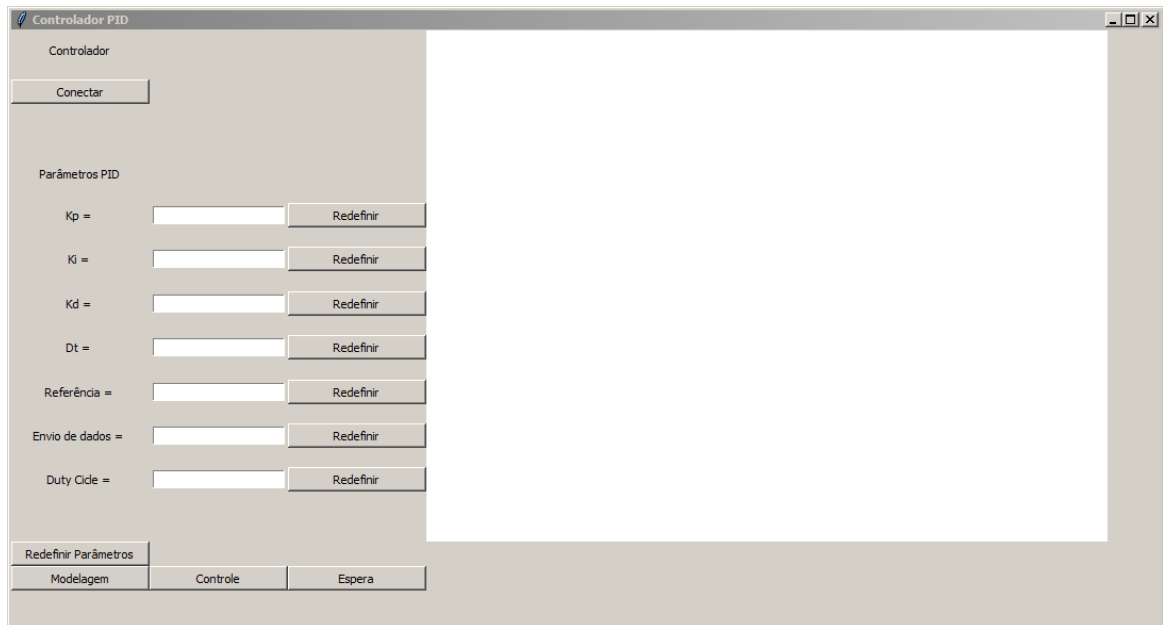 Controlador PID
Controlador
Conectar
Parâmetros PID
Kp = Redefinir
Ki = Redefinir
Kd = Redefinir
Dt = Redefinir
Referência = Redefinir
Envio de dados = Redefinir
Duty Cicle = Redefinir
Redefinir Parâmetros
Modelagem Controle Espera